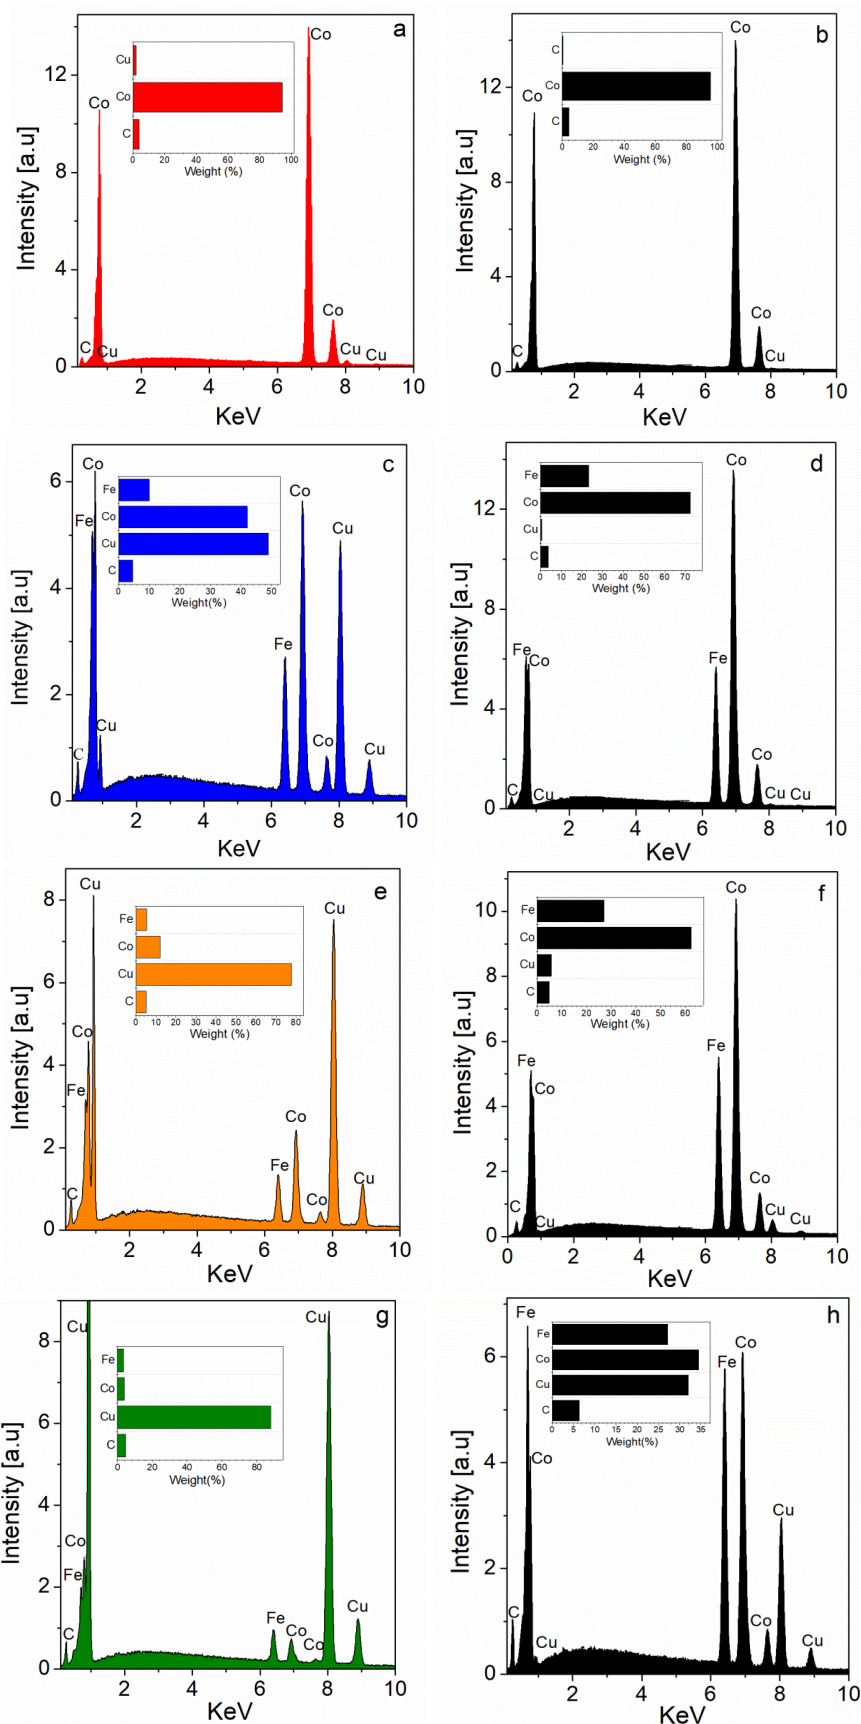 a
Co
Co
Co
C
Cu
Cu
Cu
Cu
Co
C
0 20 40 60 80 100
Weight (%)
12
8
4
0
2 4 6 8 10
Intensity [a.u]
KeV
b
Co
Co
Co
C
Cu
C
Co
C
0 20 40 60 80 100
Weight (%)
12
8
4
0
2 4 6 8 10
Intensity [a.u]
KeV
c
Co
Fe
C
Cu
Fe
Co
Co
Cu
Cu
Fe
Co
Cu
C
0 10 20 30 40 50
Weight(%)
6
4
2
0
2 4 6 8 10
Intensity [a.u]
KeV
d
Fe
Co
C
Cu
Fe
Co
Co
Cu
Cu
Fe
Co
Cu
C
0 10 20 30 40 50 60 70
Weight (%)
12
8
4
0
2 4 6 8 10
Intensity [a.u]
KeV
e
Cu
Co
Fe
C
Fe
Co
Co
Cu
Cu
Fe
Co
Cu
C
0 10 20 30 40 50 60 70 80
Weight (%)
8
6
4
2
0
2 4 6 8 10
Intensity [a.u]
KeV
f
Fe
Co
C
Cu
Fe
Co
Co
Cu
Cu
Fe
Co
Cu
C
0 10 20 30 40 50 60
Weight (%)
10
8
6
4
2
0
0 2 4 6 8 10
Intensity [a.u]
KeV
g
Cu
Co
Fe
C
Fe
Co
Co
Cu
Cu
Fe
Co
Cu
C
0 20 40 60 80
Weight(%)
8
6
4
2
0
2 4 6 8 10
Intensity [a.u]
KeV
h
Fe
Co
C
Cu
Fe
Co
Co
Cu
Cu
Fe
Co
Cu
C
0 5 10 15 20 25 30 35
Weight(%)
6
4
2
0
2 4 6 8 10
Intensity [a.u]
KeV